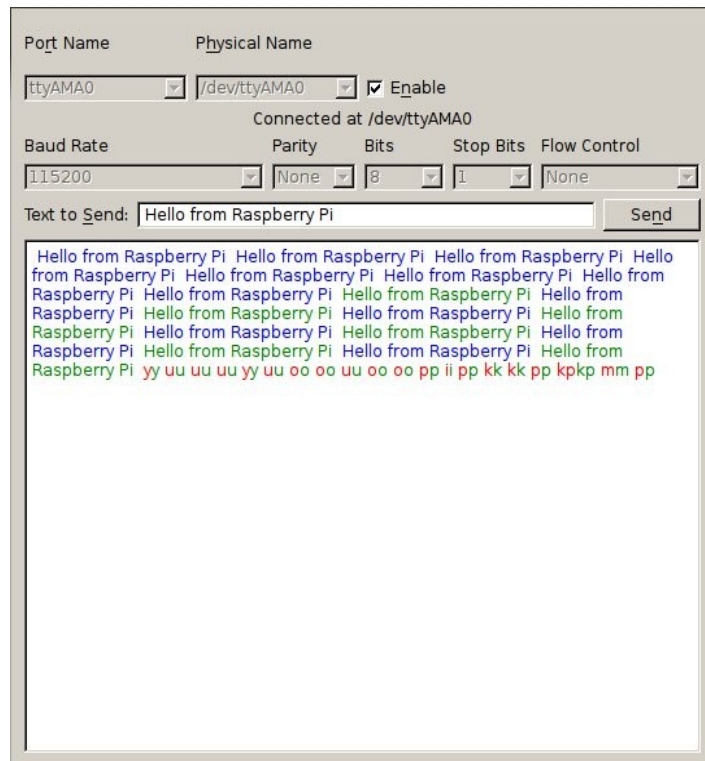 Port Name Physical Name
ttyAMA0 /dev/ttyAMA0 Enable
Connected at /dev/ttyAMA0
Baud Rate Parity Bits Stop Bits Flow Control
115200 None 8 1 None
Text to Send: Hello from Raspberry Pi Send
Hello from Raspberry Pi Hello from Raspberry Pi Hello from Raspberry Pi Hello
from Raspberry Pi Hello from Raspberry Pi Hello from Raspberry Pi Hello from
Raspberry Pi Hello from Raspberry Pi Hello from Raspberry Pi Hello from
Raspberry Pi Hello from Raspberry Pi Hello from Raspberry Pi Hello from
Raspberry Pi Hello from Raspberry Pi Hello from Raspberry Pi Hello from
Raspberry Pi Hello from Raspberry Pi Hello from Raspberry Pi Hello from
Raspberry Pi yy uu uu uu yy uu oo oo uu oo oo pp ii pp kk kk pp kpkp mm pp